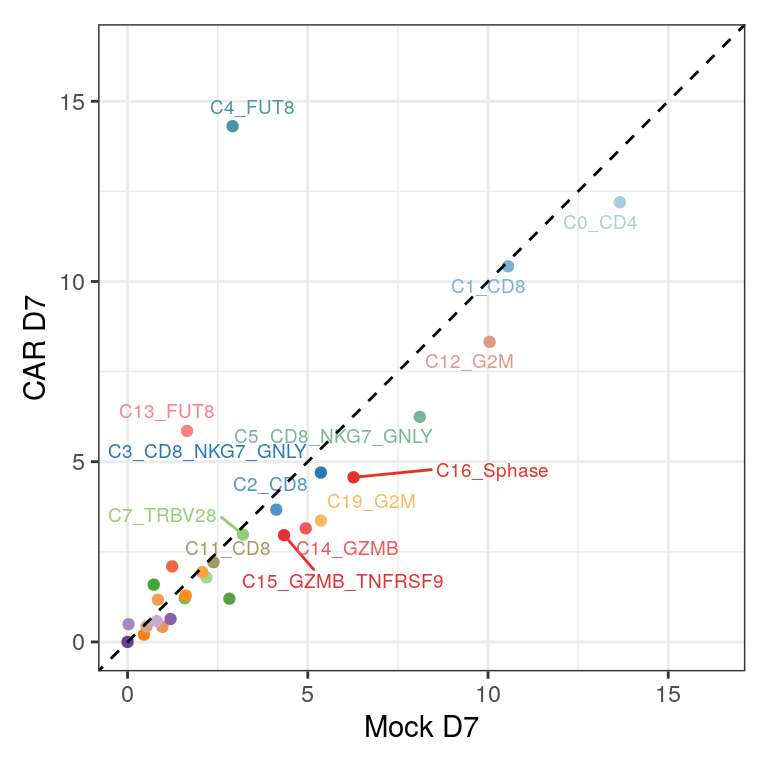 15
10
5
0
CAR D7
C4_FUT8
C0_CD4
C1_CD8
C12_G2M
C13_FUT8
C5_CD8_NKG7_GNLY
C3_CD8_NKG7_GNLY
C16_Sphase
C2_CD8
C19_G2M
C7_TRBV28
C11_CD8
C14_GZMB
C15_GZMB_TNFRSF9
0
5
10
15
Mock D7